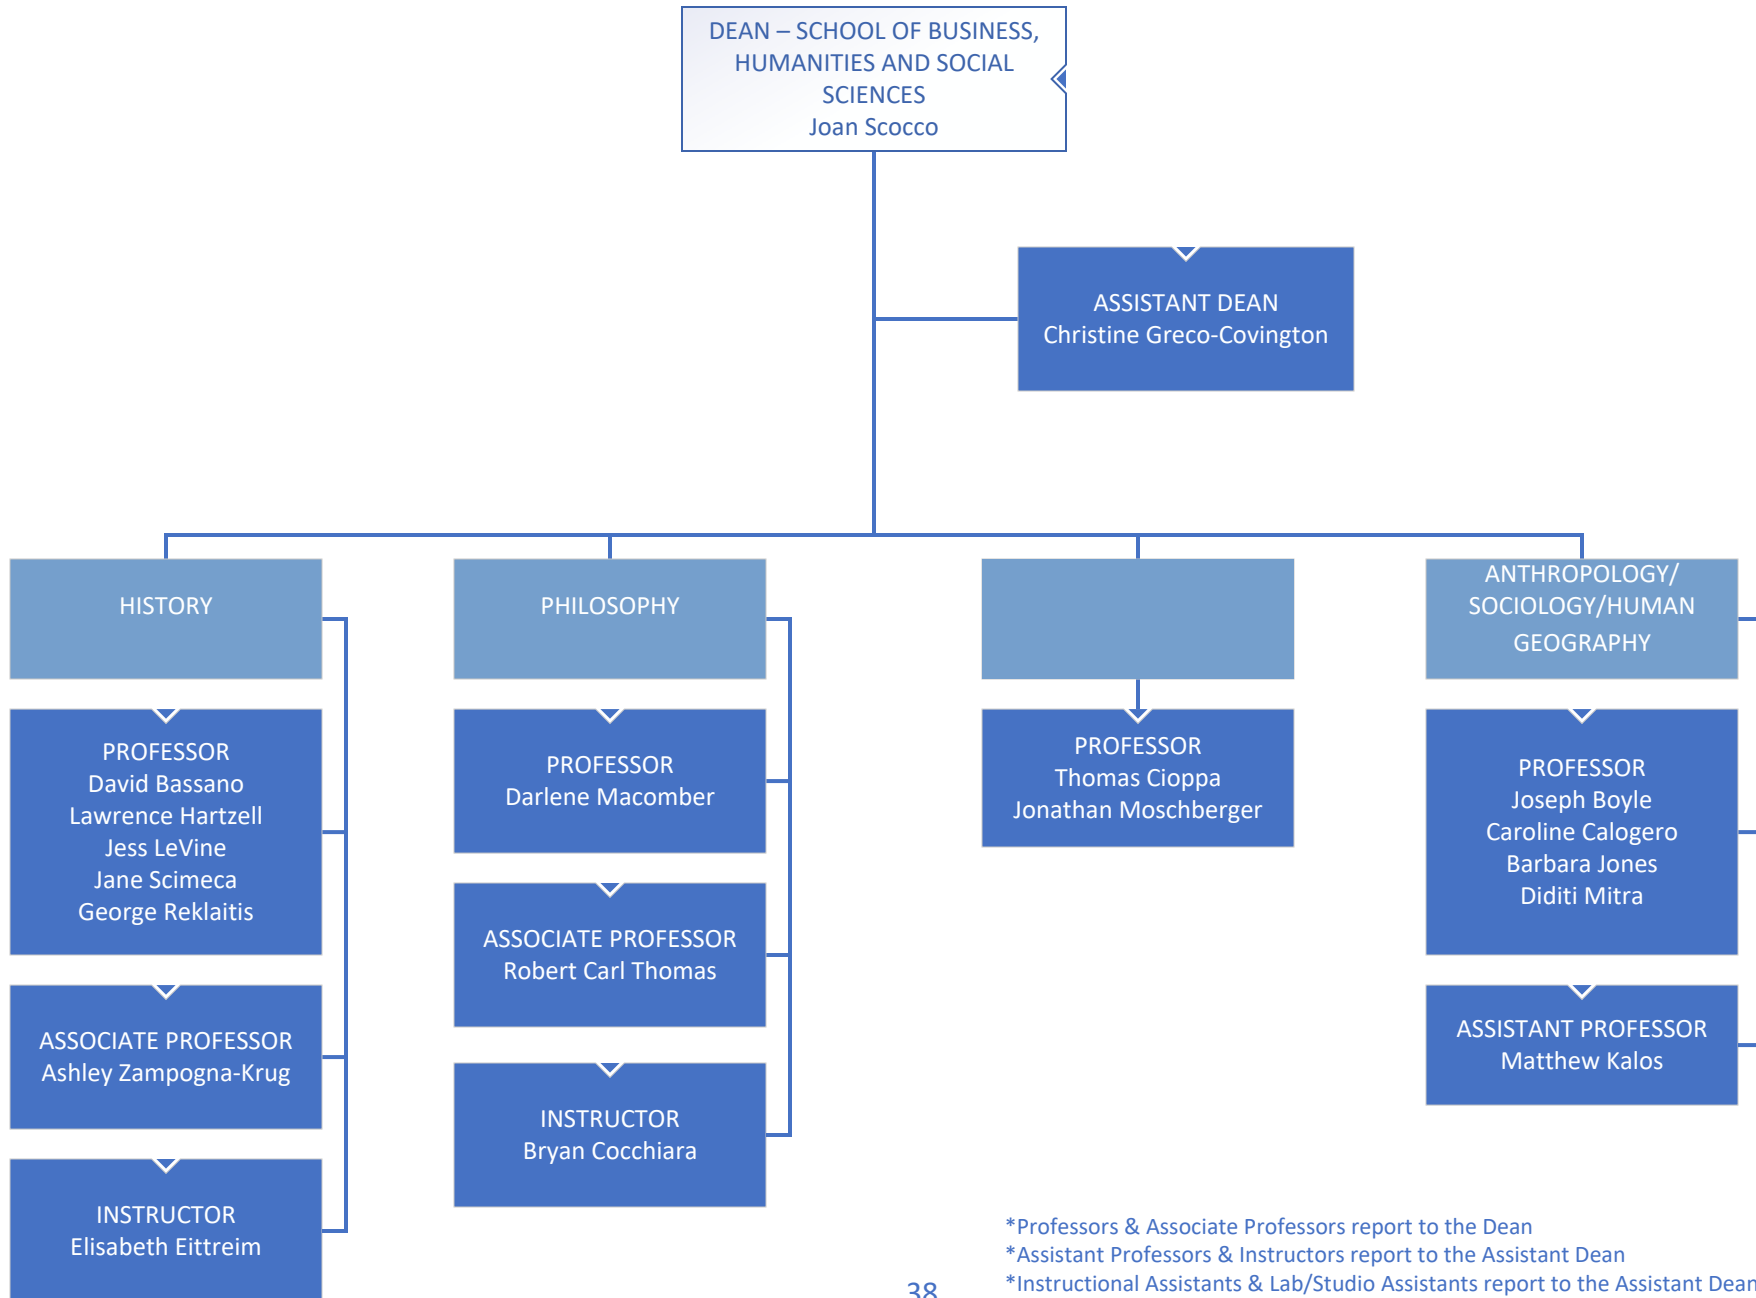 DEAN – SCHOOL OF BUSINESS,
HUMANITIES AND SOCIAL
SCIENCES
Joan Scocco
ASSISTANT DEAN
Christine Greco-Covington
HISTORY
PROFESSOR
David Bassano
Lawrence Hartzell
Jess LeVine
Jane Scimeca
George Reklaitis
ASSOCIATE PROFESSOR
Ashley Zampogna-Krug
INSTRUCTOR
Elisabeth Eittreim
PHILOSOPHY
PROFESSOR
Darlene Macomber
ASSOCIATE PROFESSOR
Robert Carl Thomas
INSTRUCTOR
Bryan Cocchiara
PROFESSOR
Thomas Cioppa
Jonathan Moschberger
ANTHROPOLOGY/
SOCIOLOGY/HUMAN
GEOGRAPHY
PROFESSOR
Joseph Boyle
Caroline Calogero
Barbara Jones
Diditi Mitra
ASSISTANT PROFESSOR
Matthew Kalos
*Professors & Associate Professors report to the Dean
*Assistant Professors & Instructors report to the Assistant Dean
*Instructional Assistants & Lab/Studio Assistants report to the Assistant Dean
38